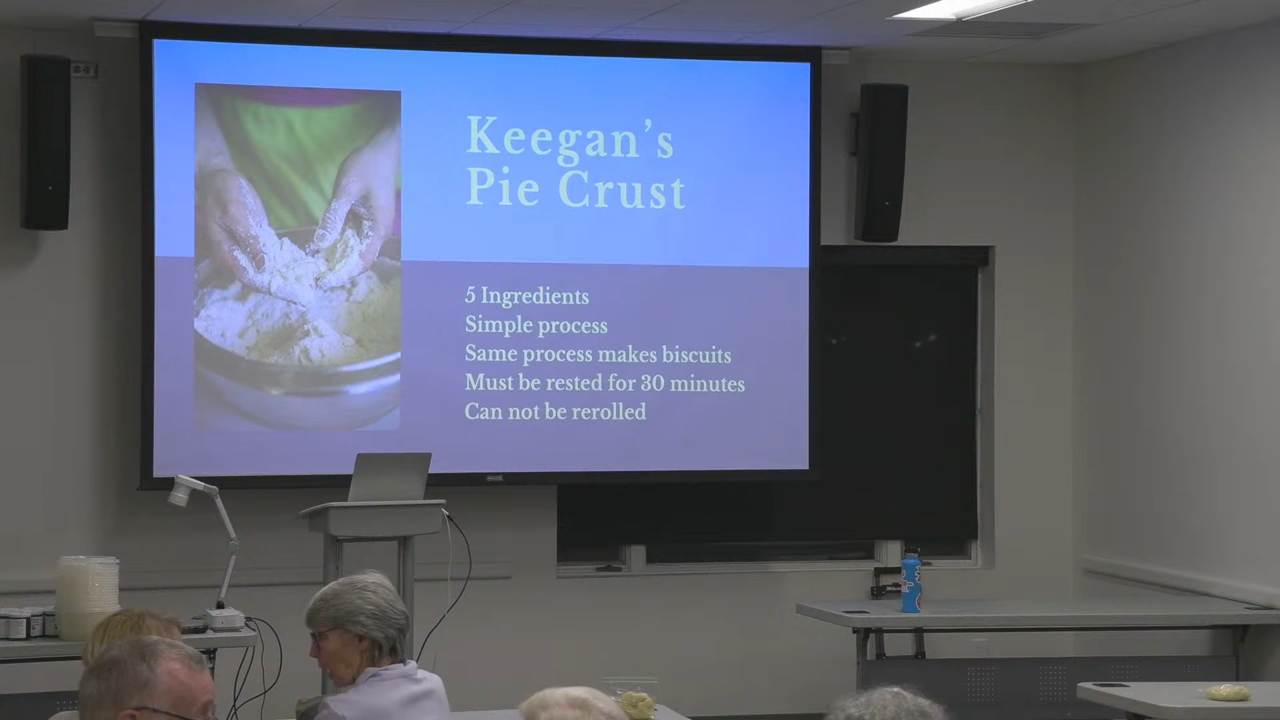 Keegan's
Pie Crust
5 Ingredients
Simple process
Same process makes biscuits
Must be rested for 30 minutes
Can not be rerolled